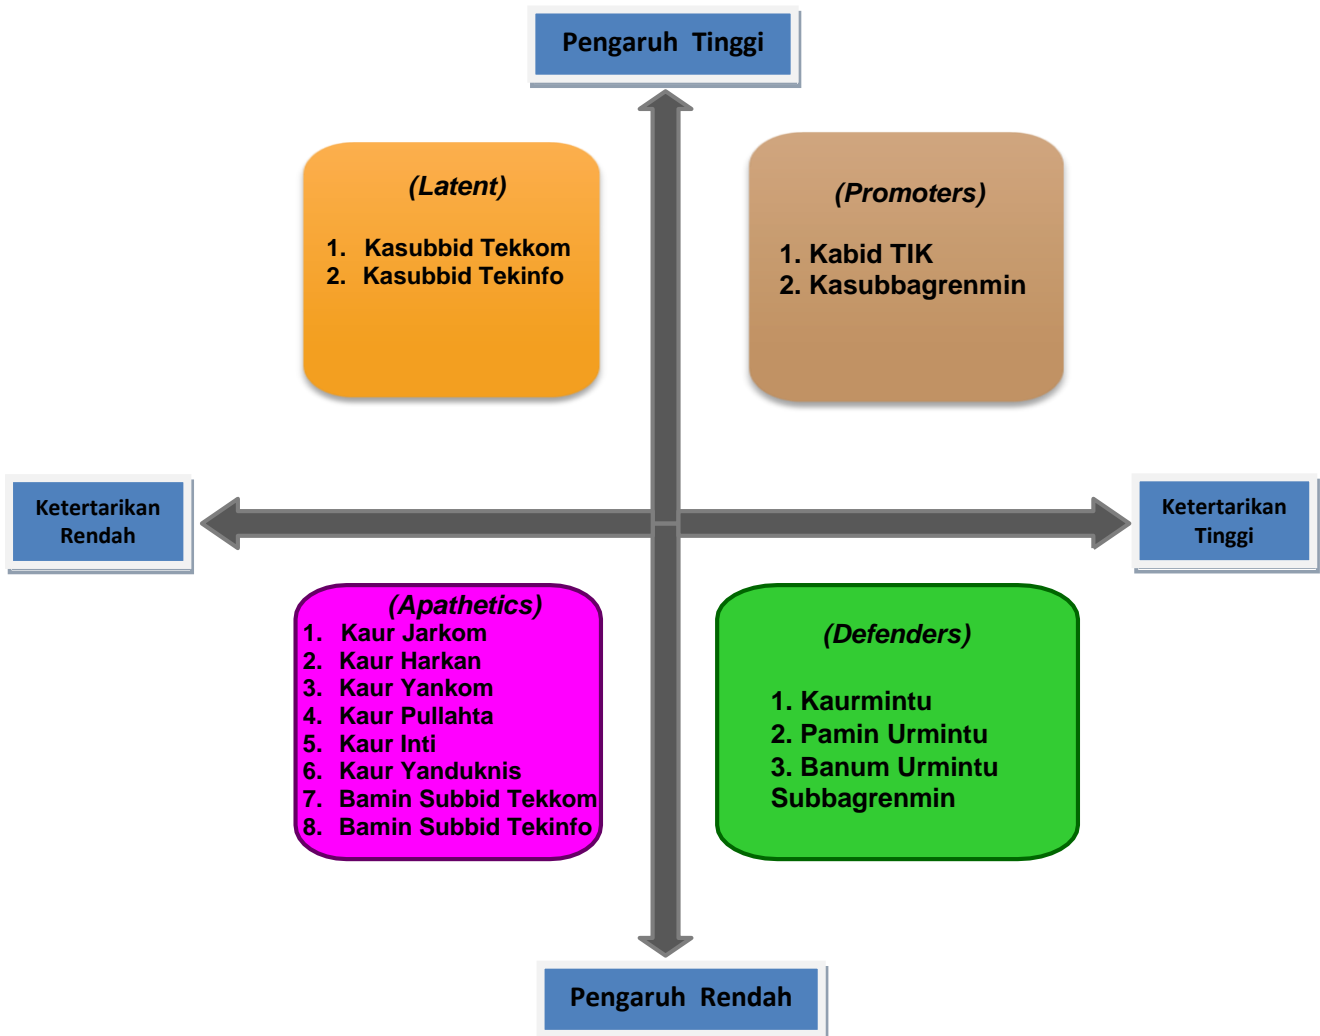 Pengaruh Tinggi
(Latent)
1. Kasubbid Tekkom
2. Kasubbid Tekinfo
(Promoters)
1. Kabid TIK
2. Kasubbagrenmin
Ketertarikan
Rendah
Ketertarikan
Tinggi
(Apathetics)
1. Kaur Jarkom
2. Kaur Harkan
3. Kaur Yankom
4. Kaur Pullahta
5. Kaur Inti
6. Kaur Yanduknis
7. Bamin Subbid Tekkom
8. Bamin Subbid Tekinfo
(Defenders)
1. Kaurmintu
2. Pamin Urmintu
3. Banum Urmintu
Subbagrenmin
Pengaruh Rendah